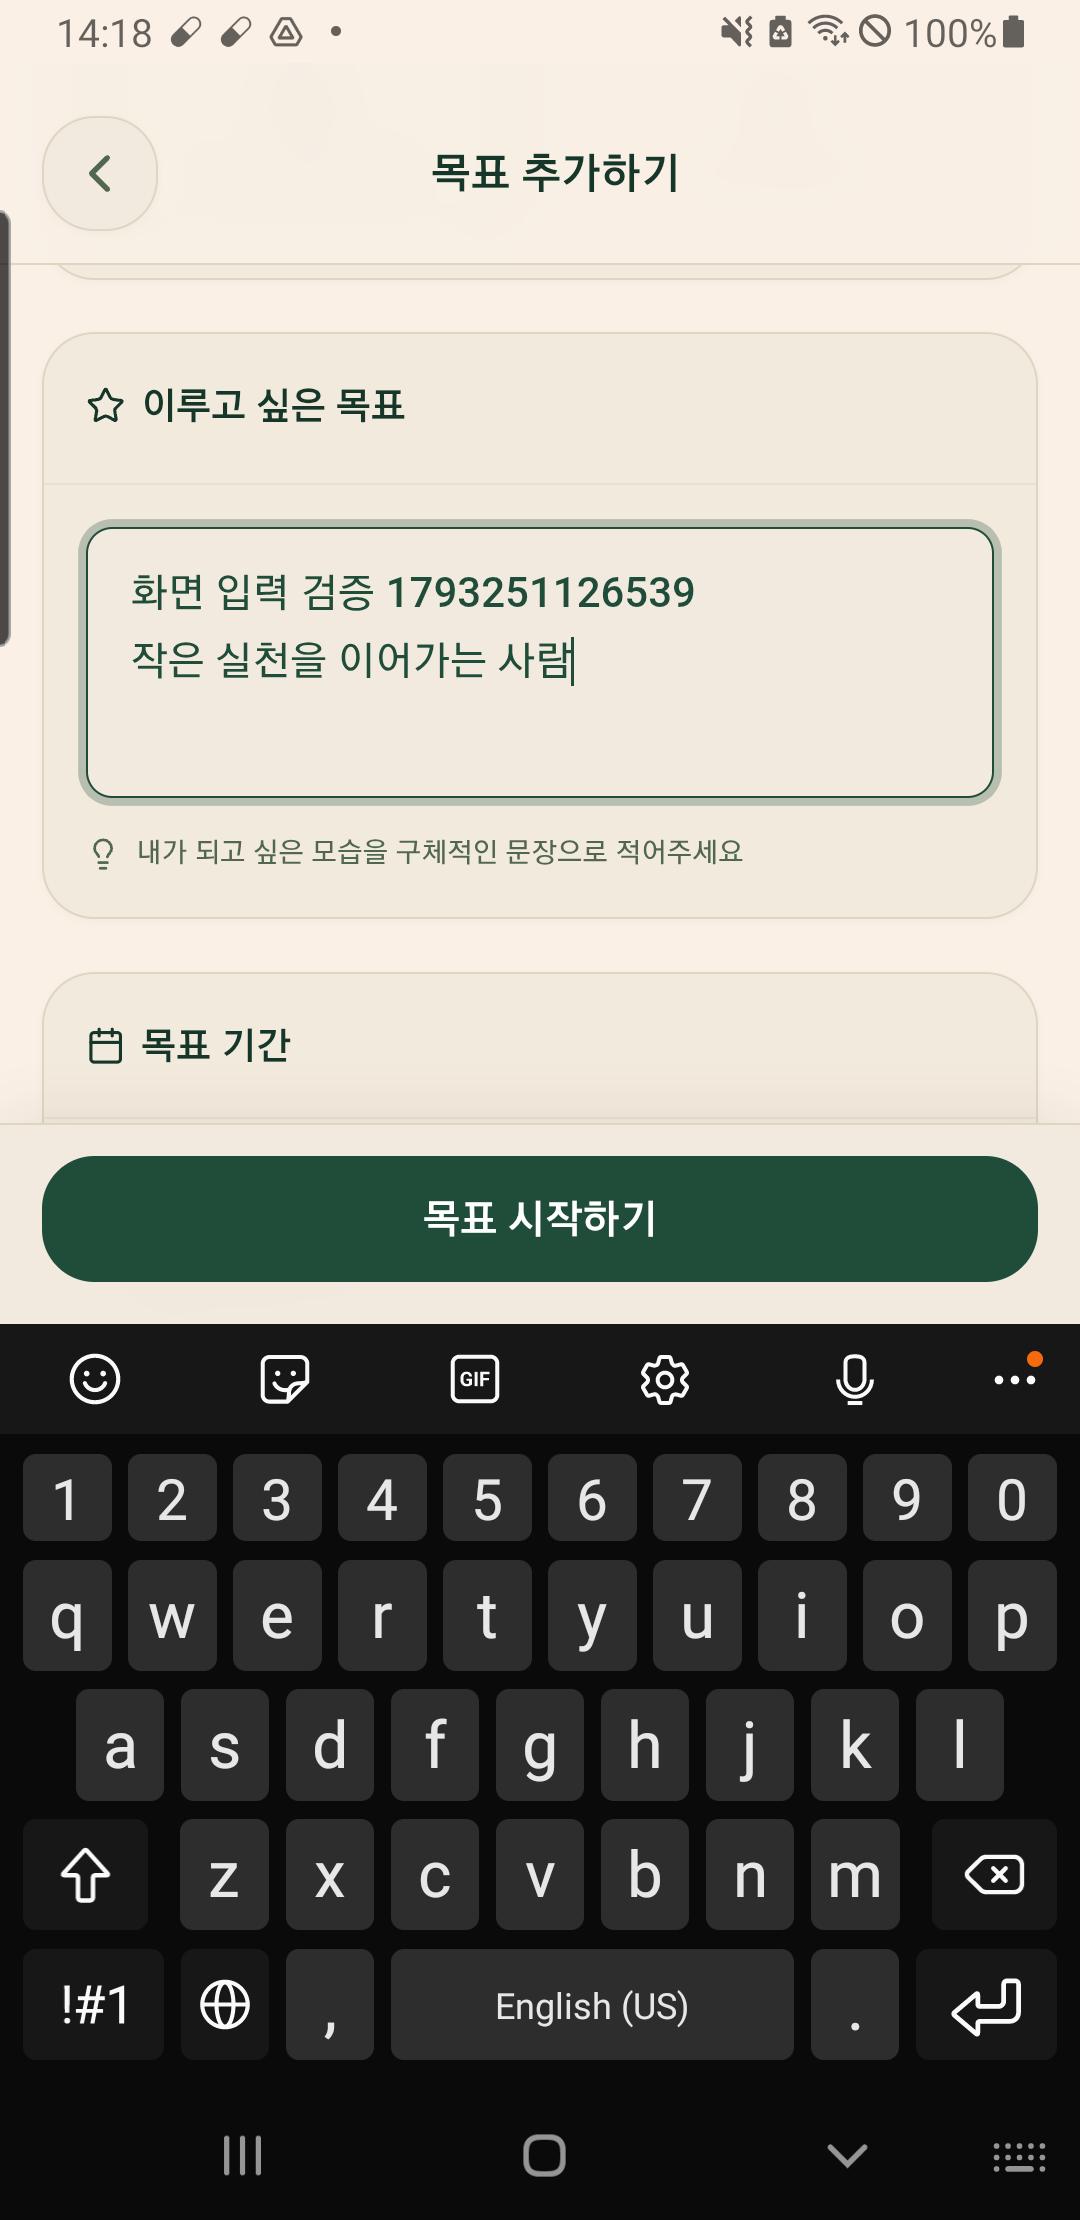 14:18
100%
목표 추가하기
이루고 싶은 목표
화면 입력 검증 1793251126539
작은 실천을 이어가는 사람
내가 되고 싶은 모습을 구체적인 문장으로 적어주세요
목표 기간
목표 시작하기
GIF
1 2 3 4 5 6 7 8 9 0
q w e r t y u i o p
a s d f g h j k l
z x c v b n m
!#1 , English (US) .